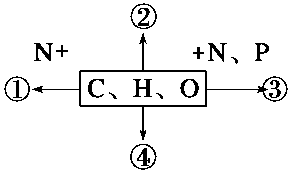 ②
N+ +N、P
① C、H、O ③
④